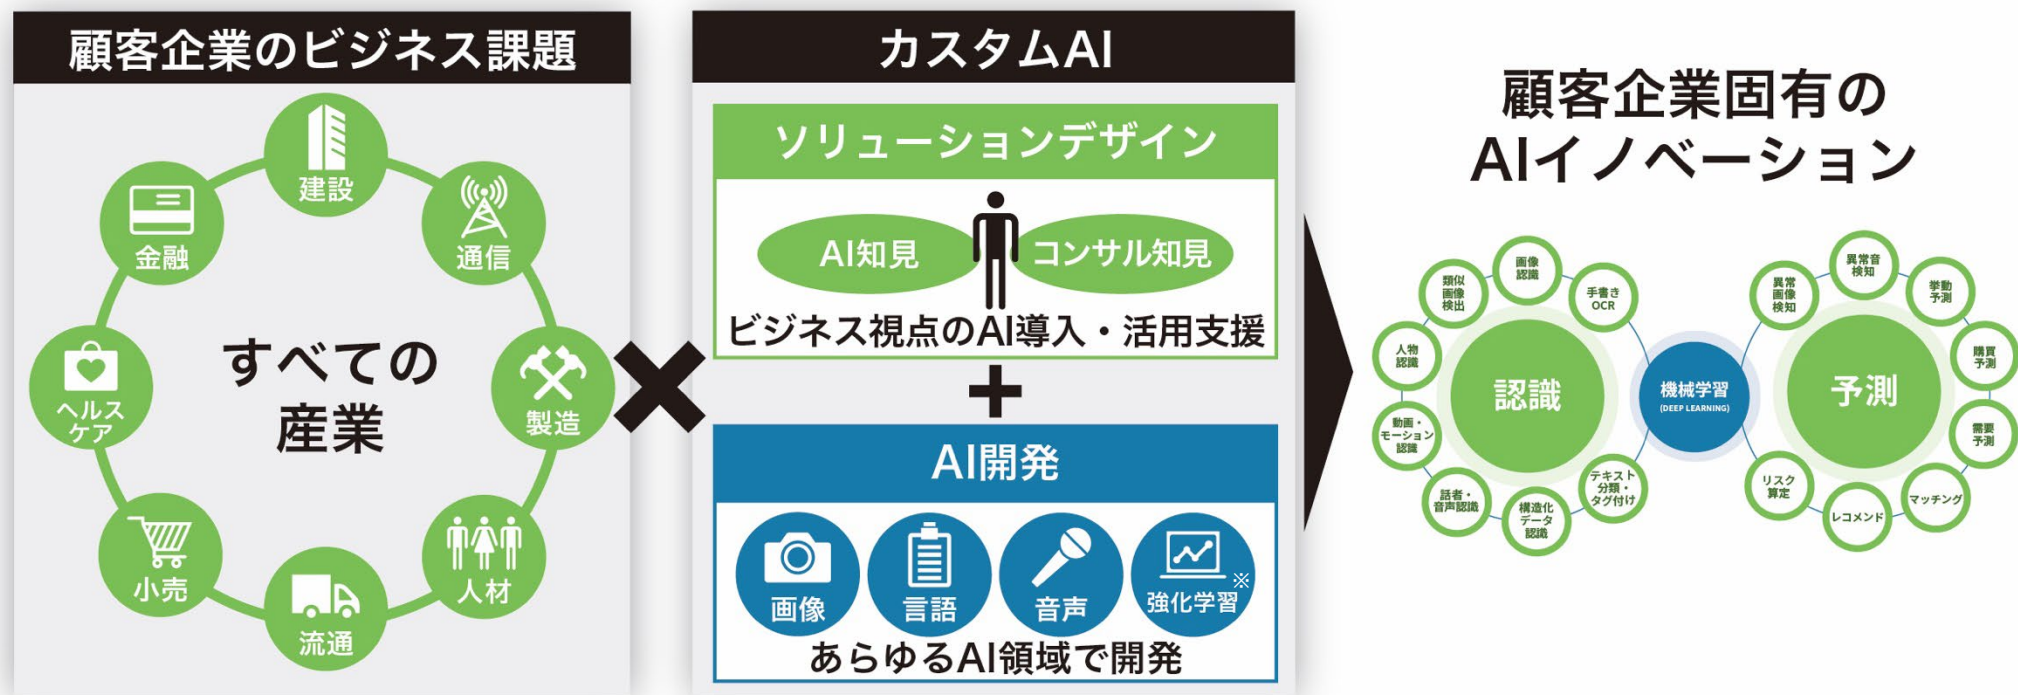 顧客企業のビジネス課題
建設
通信
製造
人材
流通
小売
ヘルス
ケア
金融
すべての
産業
カスタムAI
ソリューションデザイン
AI知見
コンサル知見
ビジネス視点のAI導入・活用支援
+
AI開発
画像
言語
音声
強化学習※
あらゆるAI領域で開発
顧客企業固有の
AIイノベーション
認識
画像
認識
手書き
OCR
類似
画像
検出
人物
認識
動画・
モーション
認識
話者・
音声認識
構造化
データ
認識
テキスト
分類・
タグ付け
機械学習
(DEEP LEARNING)
予測
異常
画像
検知
異常音
検知
挙動
予測
購買
予測
需要
予測
マッチング
レコメンド
リスク
算定